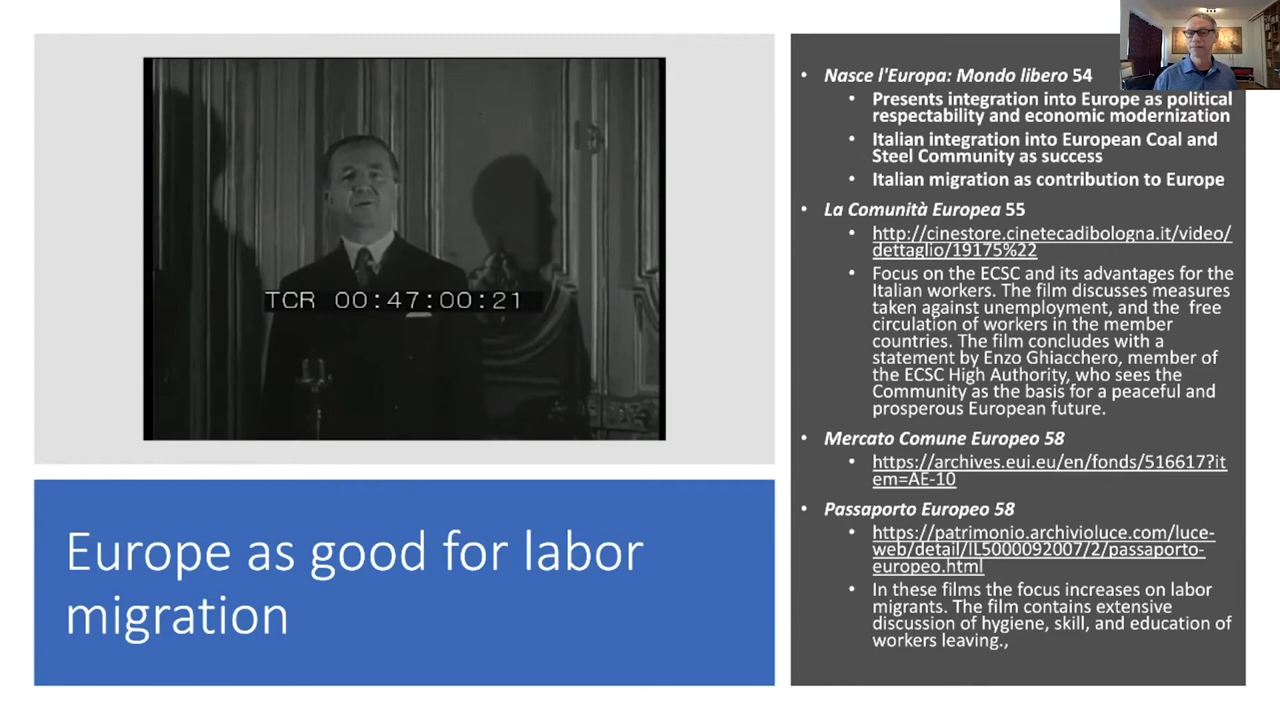 TCR 00:47:00:21
Europe as good for labor
migration
• Nasce l'Europa: Mondo libero 54
• Presents integration into Europe as political
respectability and economic modernization
• Italian integration into European Coal and
Steel Community as success
• Italian migration as contribution to Europe
• La Comunità Europea 55
• http://cinestore.cinetecadibologna.it/video/
dettaglio/19175%22
• Focus on the ECSC and its advantages for the
Italian workers. The film discusses measures
taken against unemployment, and the free
circulation of workers in the member
countries. The film concludes with a
statement by Enzo Ghiacchero, member of
the ECSC High Authority, who sees the
Community as the basis for a peaceful and
prosperous European future.
• Mercato Comune Europeo 58
• https://archives.eui.eu/en/fonds/516617?it
em=AE-10
• Passaporto Europeo 58
• https://patrimonio.archivioluce.com/luce-
web/detail/IL5000092007/2/passaporto-
europeo.html
• In these films the focus increases on labor
migrants. The film contains extensive
discussion of hygiene, skill, and education of
workers leaving.,